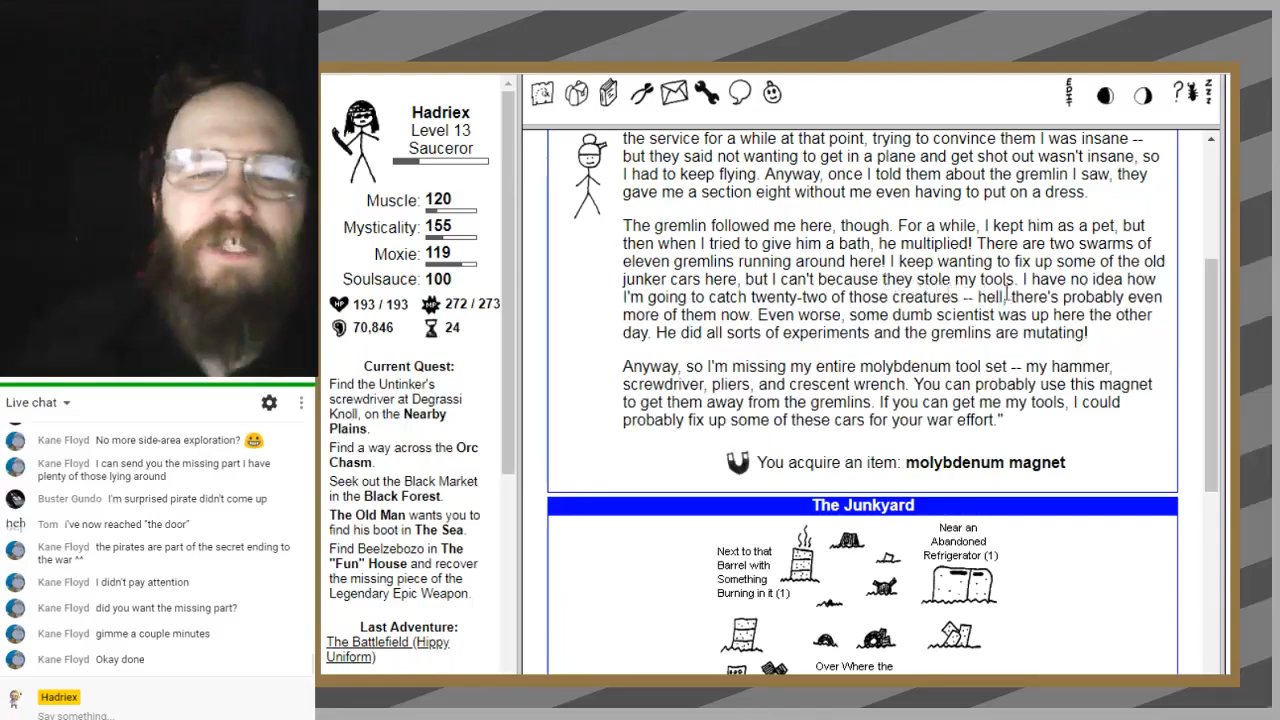 Hadriex
Level 13
Sauceror
Muscle: 120
Mysticality: 155
Moxie: 119
Soulsauce: 100
193 / 193
272 / 273
70,846
24
Current Quest:
Find the Untinker's
screwdriver at Degrassi
Knoll, on the Nearby
Plains.
Find a way across the Orc
Chasm.
Seek out the Black Market
in the Black Forest.
The Old Man wants you to
find his boot in The Sea.
Find Beelzebozo in The
"Fun" House and recover
the missing piece of the
Legendary Epic Weapon.
Last Adventure:
The Battlefield (Hippy
Uniform)
the service for a while at that point, trying to convince them I was insane --
but they said not wanting to get in a plane and get shot out wasn't insane, so
I had to keep flying. Anyway, once I told them about the gremlin I saw, they
gave me a section eight without me even having to put on a dress.
The gremlin followed me here, though. For a while, I kept him as a pet, but
then when I tried to give him a bath, he multiplied! There are two swams of
eleven gremlins running around here! I keep wanting to fix up some of the old
junker cars here, but I can't because they stole my tools. I have no idea how
I'm going to catch twenty-two of those creatures -- hell, there's probably even
more of them now. Even worse, some dumb scientist was up here the other
day. He did all sorts of experiments and the gremlins are mutating!
Anyway, so I'm missing my entire molybdenum tool set -- my hammer,
screwdriver, pliers, and crescent wrench. You can probably use this magnet
to get them away from the gremlins. If you can get me my tools, I could
probably fix up some of these cars for your war effort."
You acquire an item: molybdenum magnet
The Junkyard
Next to that
Barrel with
Something
Burning in it (1)
Near an
Abandoned
Refrigerator (1)
Over Where the
Live chat
Kane Floyd No more side-area exploration?
Kane Floyd I can send you the missing part I have
plenty of those lying around
Buster Gundo I'm surprised pirate didn't come up
Tom i've now reached "the door"
Kane Floyd the pirates are part of the secret ending to
the war ^^
Kane Floyd I didn't pay attention
Kane Floyd did you want the missing part?
Kane Floyd gimme a couple minutes
Kane Floyd Okay done
Hadriex
Say something...